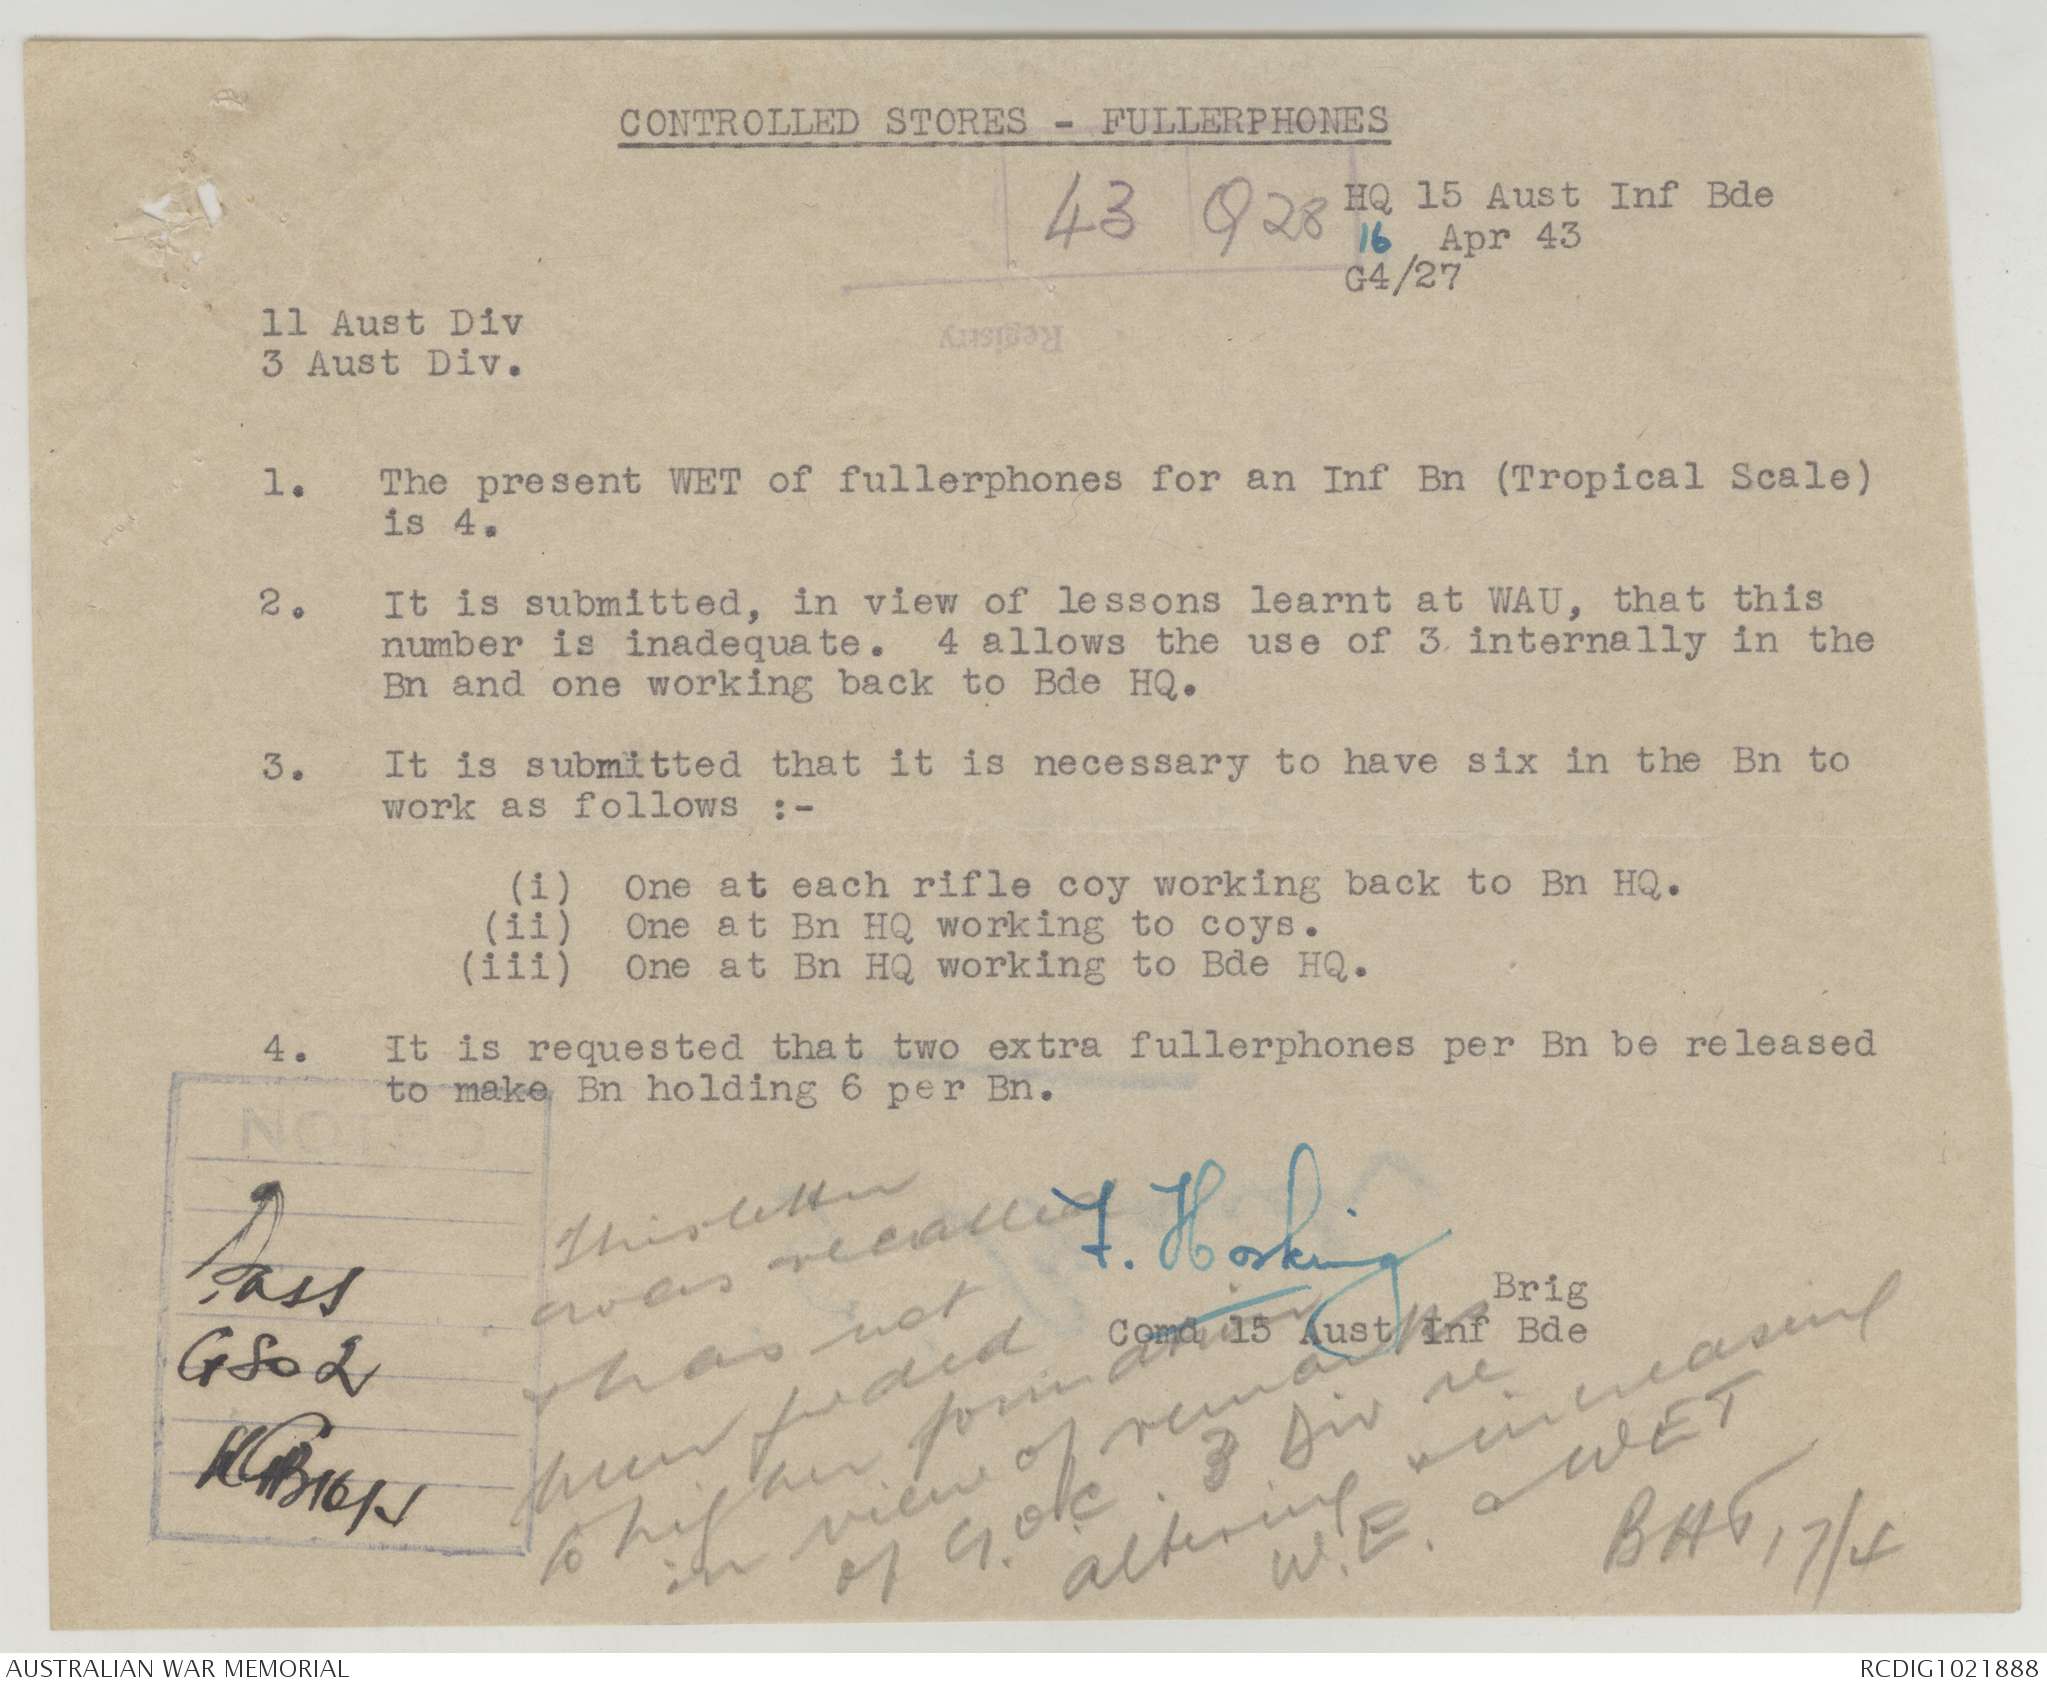 CONTROLLED STORES - FULLERPHONES
43 Q28
HQ 15 Aust Inf Bde
16 Apr 43
G4/27
Registry
11 Aust Div
3 Aust Div.
1. The present WET of fullerphones for an Inf Bn (Tropical Scale)
is 4.
2. It is submitted, in view of lessons learnt at WAU, that this
number is inadequate. 4 allows the use of 3 internally in the
Bn and one working back to Bde HQ.
3. It is submitted that it is necessary to have six in the Bn to
work as follows :-
(i) One at each rifle coy working back to Bn HQ.
(ii) One at Bn HQ working to coys.
(iii) One at Bn HQ working to Bde HQ.
4. It is requested that two extra fullerphones per Bn be released
to make Bn holding 6 per Bn.
F. Hosking
Brig
Comd 15 Aust Inf Bde
NOTED
Pass
GSO2
This letter
was recalled
& has not
been fwded
to higher formation
in view of remarks
of G.O.C. 3 Div re
altering & increasing
W.E. & WET
BHT 17/4
AUSTRALIAN WAR MEMORIAL
RCDIG1021888